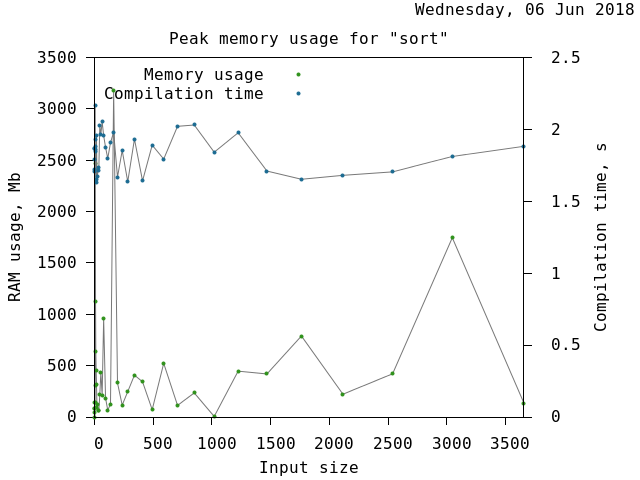 Wednesday, 06 Jun 2018
Peak memory usage for "sort"
Memory usage
Compilation time
3500
3000
2500
2000
1500
1000
500
0
RAM usage, Mb
2.5
2
1.5
1
0.5
0
Compilation time, s
0 500 1000 1500 2000 2500 3000 3500
Input size